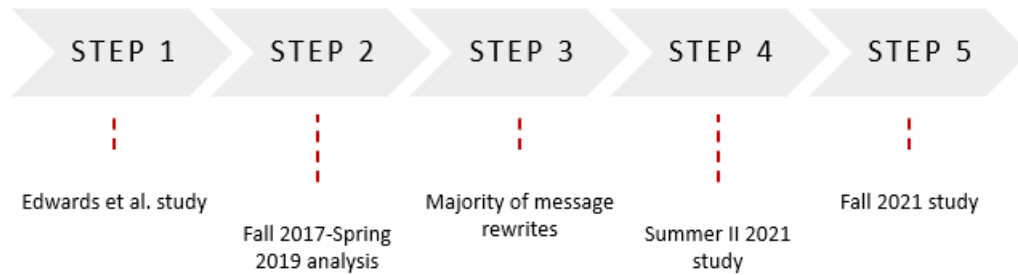 STEP 1
STEP 2
STEP 3
STEP 4
STEP 5
Edwards et al. study
Fall 2017-Spring
2019 analysis
Majority of message
rewrites
Summer II 2021
study
Fall 2021 study